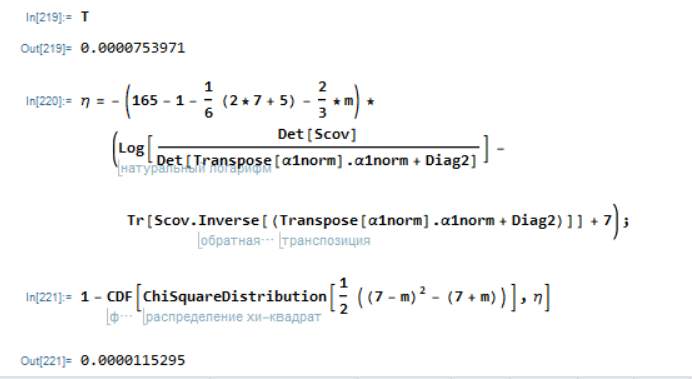 In[219]:= T
Out[219]= 0.0000753971
In[220]:= η = - (165 - 1 - 1/6 (2 * 7 + 5) - 2/3 * m) *
(Log[Det[Scov] / Det[Transpose[α1norm].α1norm + Diag2]] -
натуральный логарифм
Tr[Scov.Inverse[(Transpose[α1norm].α1norm + Diag2)]] + 7);
обратная⋯ транспозиция
In[221]:= 1 - CDF[ChiSquareDistribution[1/2 ((7 - m)² - (7 + m))], η]
ф⋯ распределение хи-квадрат
Out[221]= 0.0000115295